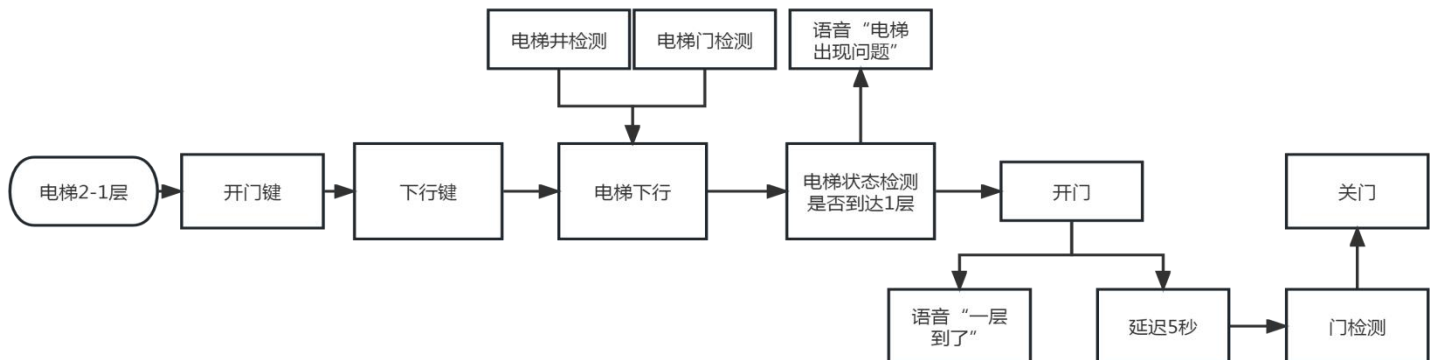 电梯井检测
电梯门检测
语音“电梯
出现问题”
电梯2-1层
开门键
下行键
电梯下行
电梯状态检测
是否到达1层
开门
关门
语音“一层
到了”
延迟5秒
门检测